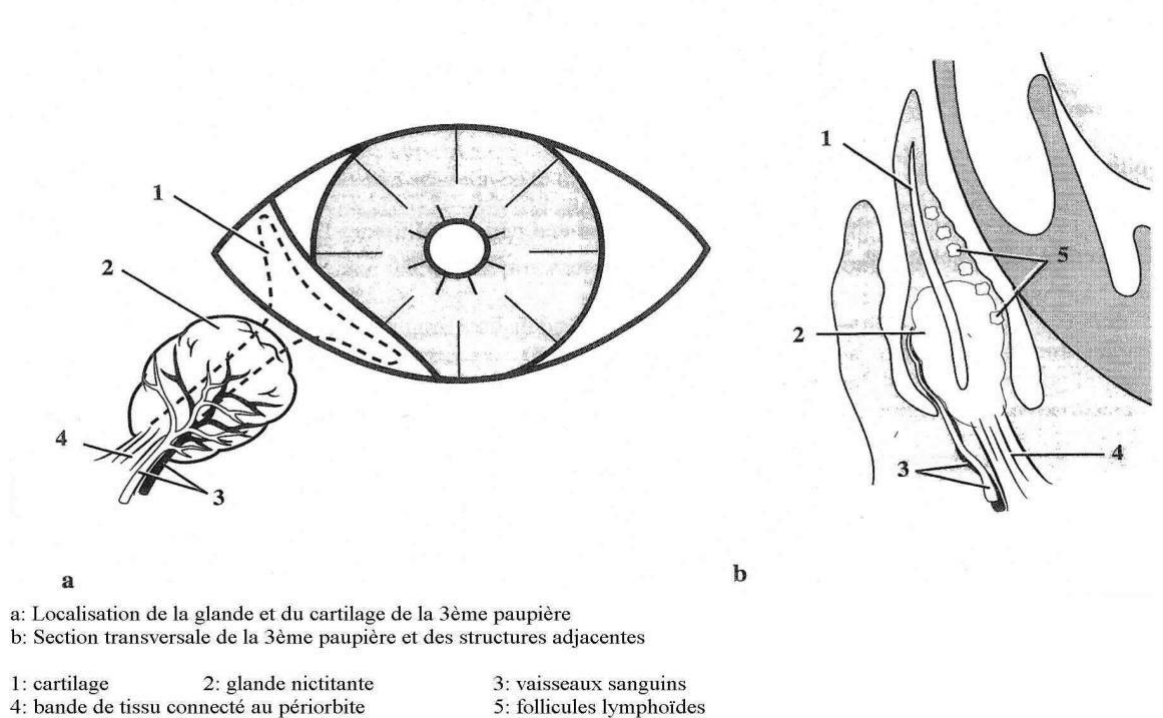 1
2
4
3
a
1
5
2
4
3
b
a: Localisation de la glande et du cartilage de la 3ème paupière
b: Section transversale de la 3ème paupière et des structures adjacentes
1: cartilage 2: glande nictitante 3: vaisseaux sanguins
4: bande de tissu connecté au périorbite 5: follicules lymphoïdes